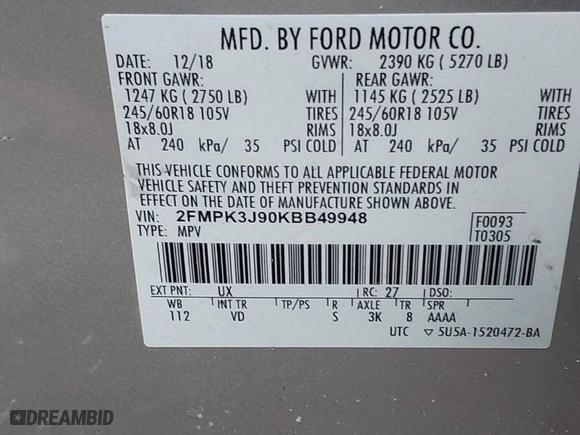 MFD. BY FORD MOTOR CO.
DATE: 12/18 GVWR: 2390 KG ( 5270 LB)
FRONT GAWR: REAR GAWR:
1247 KG ( 2750 LB) WITH 1145 KG ( 2525 LB) WITH
245/60R18 105V TIRES 245/60R18 105V TIRES
18x8.0J RIMS 18x8.0J RIMS
AT 240 kPa/ 35 PSI COLD AT 240 kPa/ 35 PSI COLD
THIS VEHICLE CONFORMS TO ALL APPLICABLE FEDERAL MOTOR
VEHICLE SAFETY AND THEFT PREVENTION STANDARDS IN
EFFECT ON THE DATE OF MANUFACTURE SHOWN ABOVE.
VIN: 2FMPK3J90KBB49948 F0093
TYPE: MPV T0305
EXT PNT: UX RC: 27 DSO:
WB INT TR TP/PS R AXLE TR SPR
112 VD S 3K 8 AAAA
UTC ▽ 5U5A-1520472-BA
DREAMBID